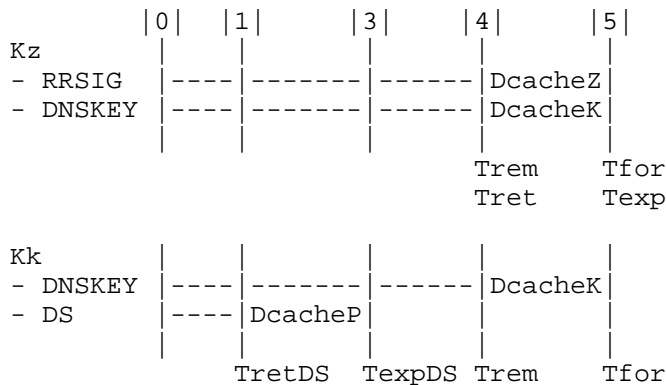 |0|  |1|     |3|    |4|     |5|
Kz        |    |       |      |       |
- RRSIG   |----|-------|------|DcacheZ|
- DNSKEY  |----|-------|------|DcacheK|
          |    |       |      |       |
                              Trem    Tfor
                              Tret    Texp

Kk        |    |       |      |       |
- DNSKEY  |----|-------|------|DcacheK|
- DS      |----|DcacheP|      |       |
          |    |       |      |       |
               TretDS  TexpDS Trem    Tfor